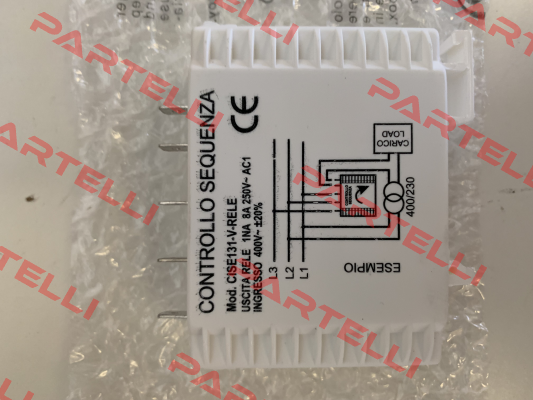 CONTROLLO SEQUENZA
CE
Mod. CISE131-V-RELE
USCITA RELE 1NA 8A 250V~ AC1
INGRESSO 400V~ ±20%
CARICO
LOAD
400/230
L3
L2
L1
ESEMPIO
PARTELLI
PARTELLI
PARTELLI
PARTELLI
PARTELLI
PARTELLI